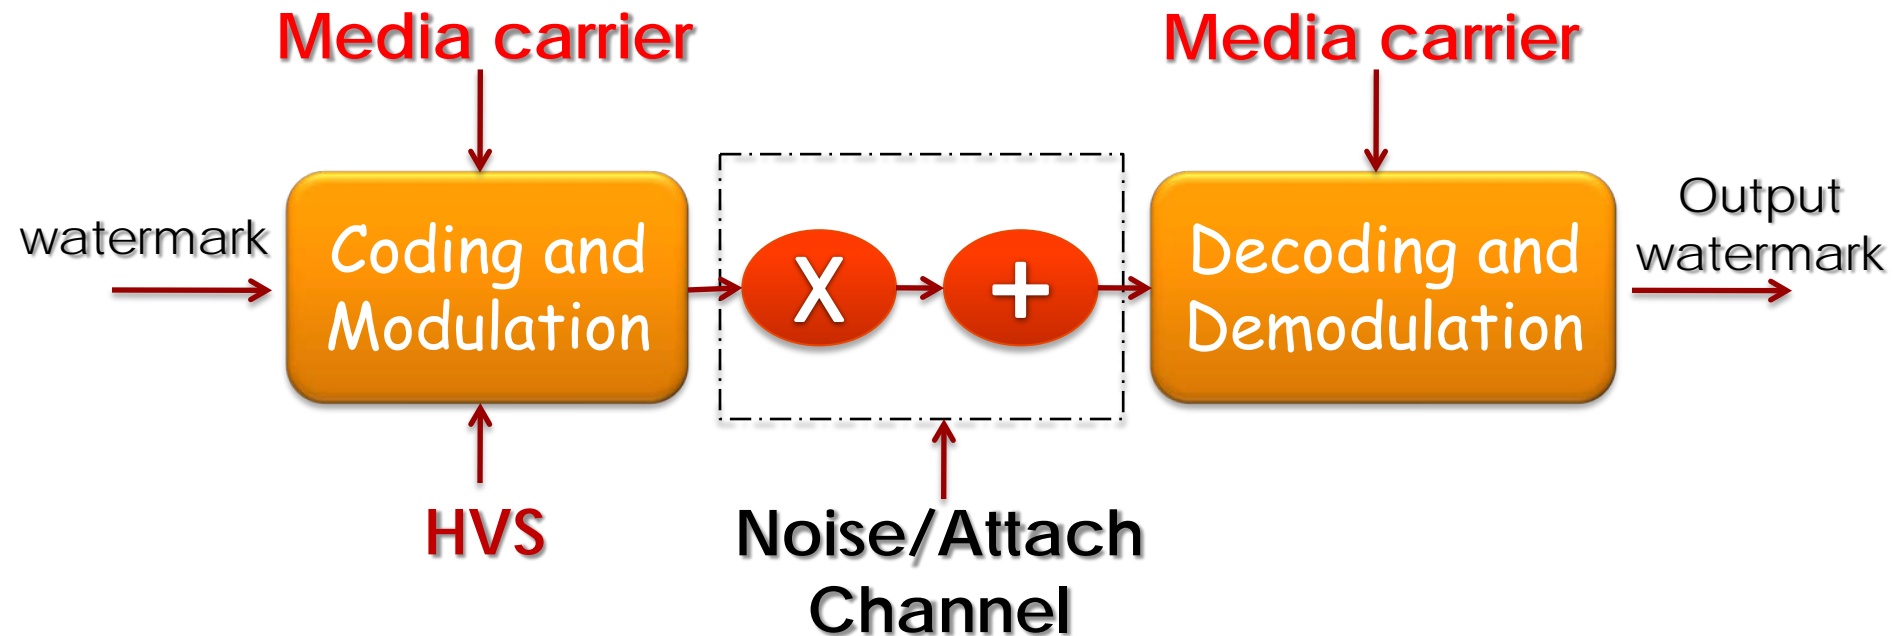 Media carrier
Media carrier
watermark
Coding and
Modulation
X
+
Decoding and
Demodulation
Output
watermark
HVS
Noise/Attach
Channel